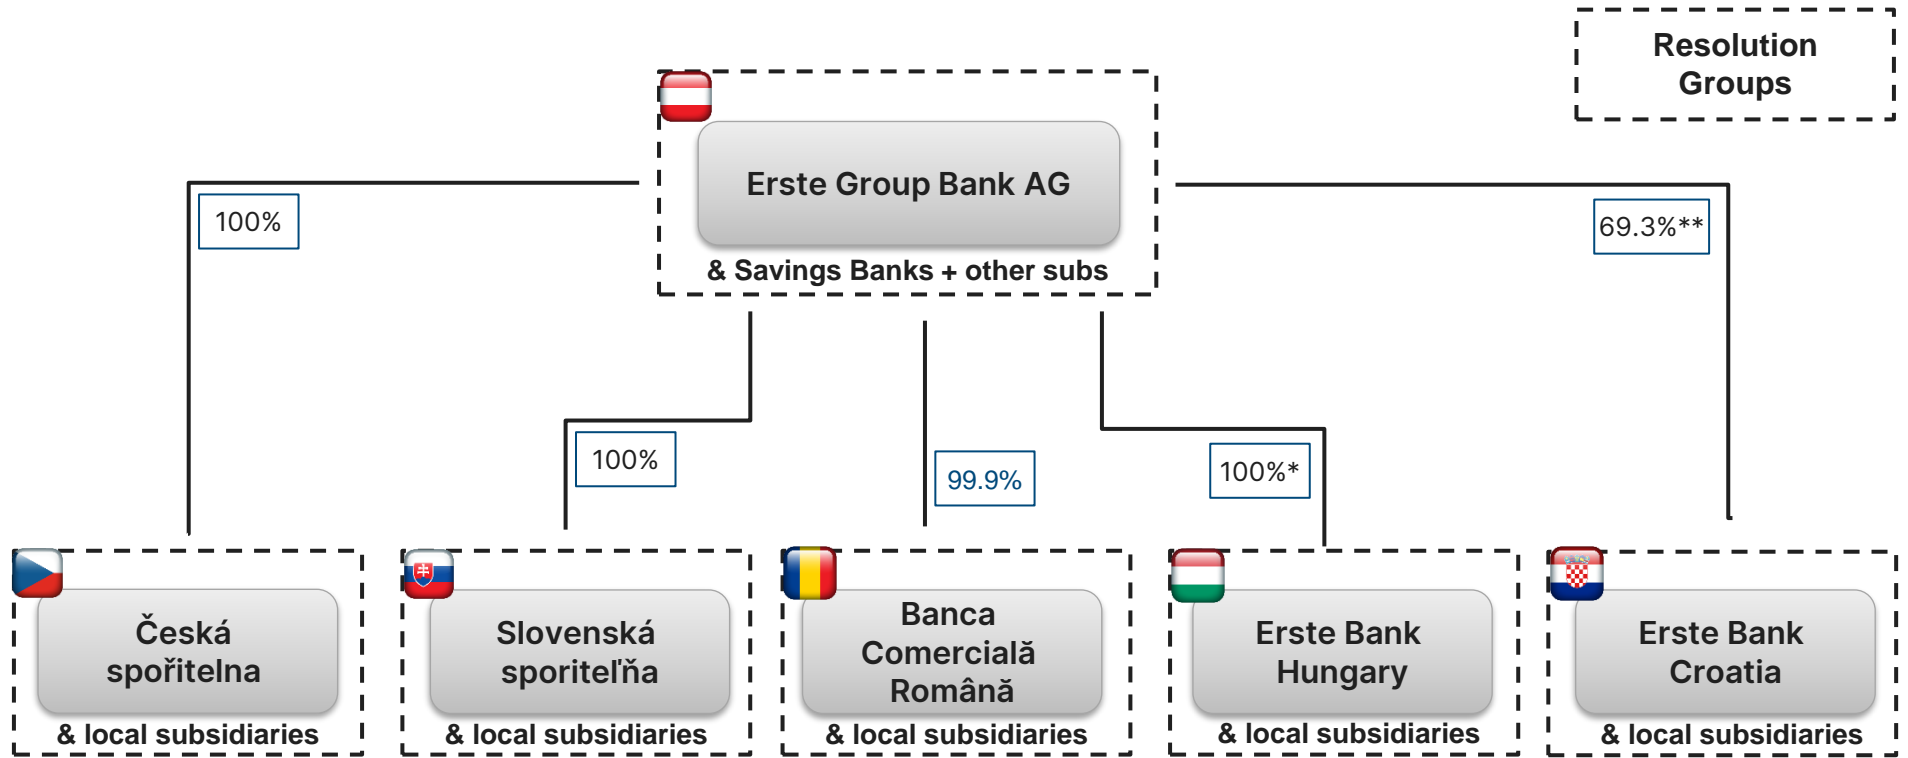 Resolution
Groups
Erste Group Bank AG
& Savings Banks + other subs
100%
69.3%**
100%
99.9%
100%*
Česká
spořitelna
& local subsidiaries
Slovenská
sporiteľňa
& local subsidiaries
Banca
Comercială
Română
& local subsidiaries
Erste Bank
Hungary
& local subsidiaries
Erste Bank
Croatia
& local subsidiaries